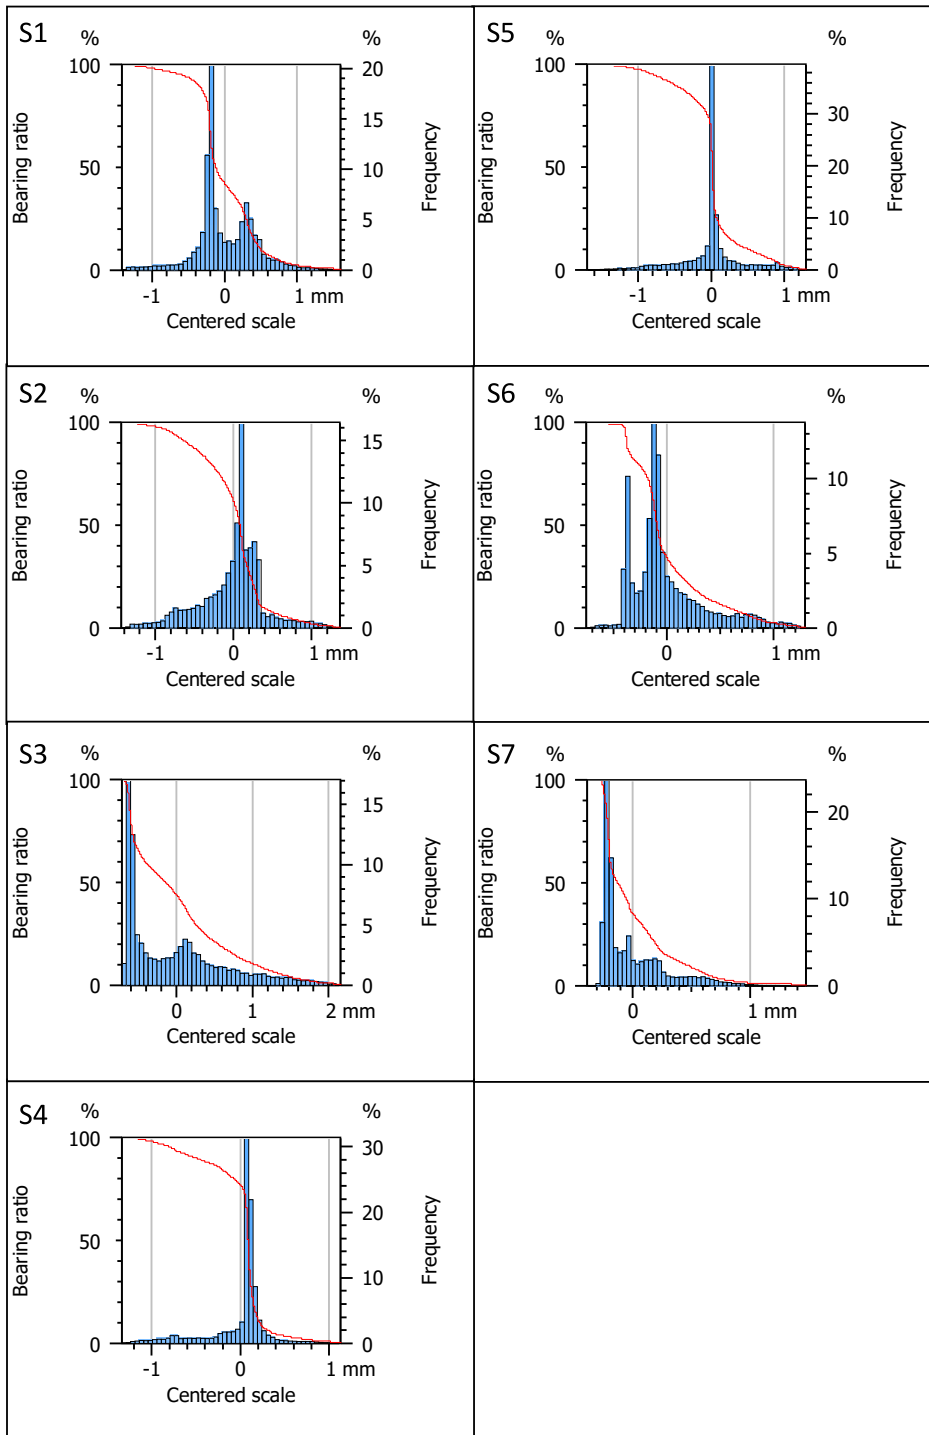 S1 % %
100 20
15
50 10
5
0 0
-1 0 1 mm
Centered scale
Bearing ratio
Frequency
S5 % %
100
30
50 20
10
0 0
-1 0 1 mm
Centered scale
Bearing ratio
Frequency
S2 % %
100 15
10
50
5
0 0
-1 0 1 mm
Centered scale
Bearing ratio
Frequency
S6 % %
100
10
50
5
0 0
0 1 mm
Centered scale
Bearing ratio
Frequency
S3 % %
100
15
10
50
5
0 0
0 1 2 mm
Centered scale
Bearing ratio
Frequency
S7 % %
100
20
50
10
0 0
0 1 mm
Centered scale
Bearing ratio
Frequency
S4 % %
100 30
20
50
10
0 0
-1 0 1 mm
Centered scale
Bearing ratio
Frequency